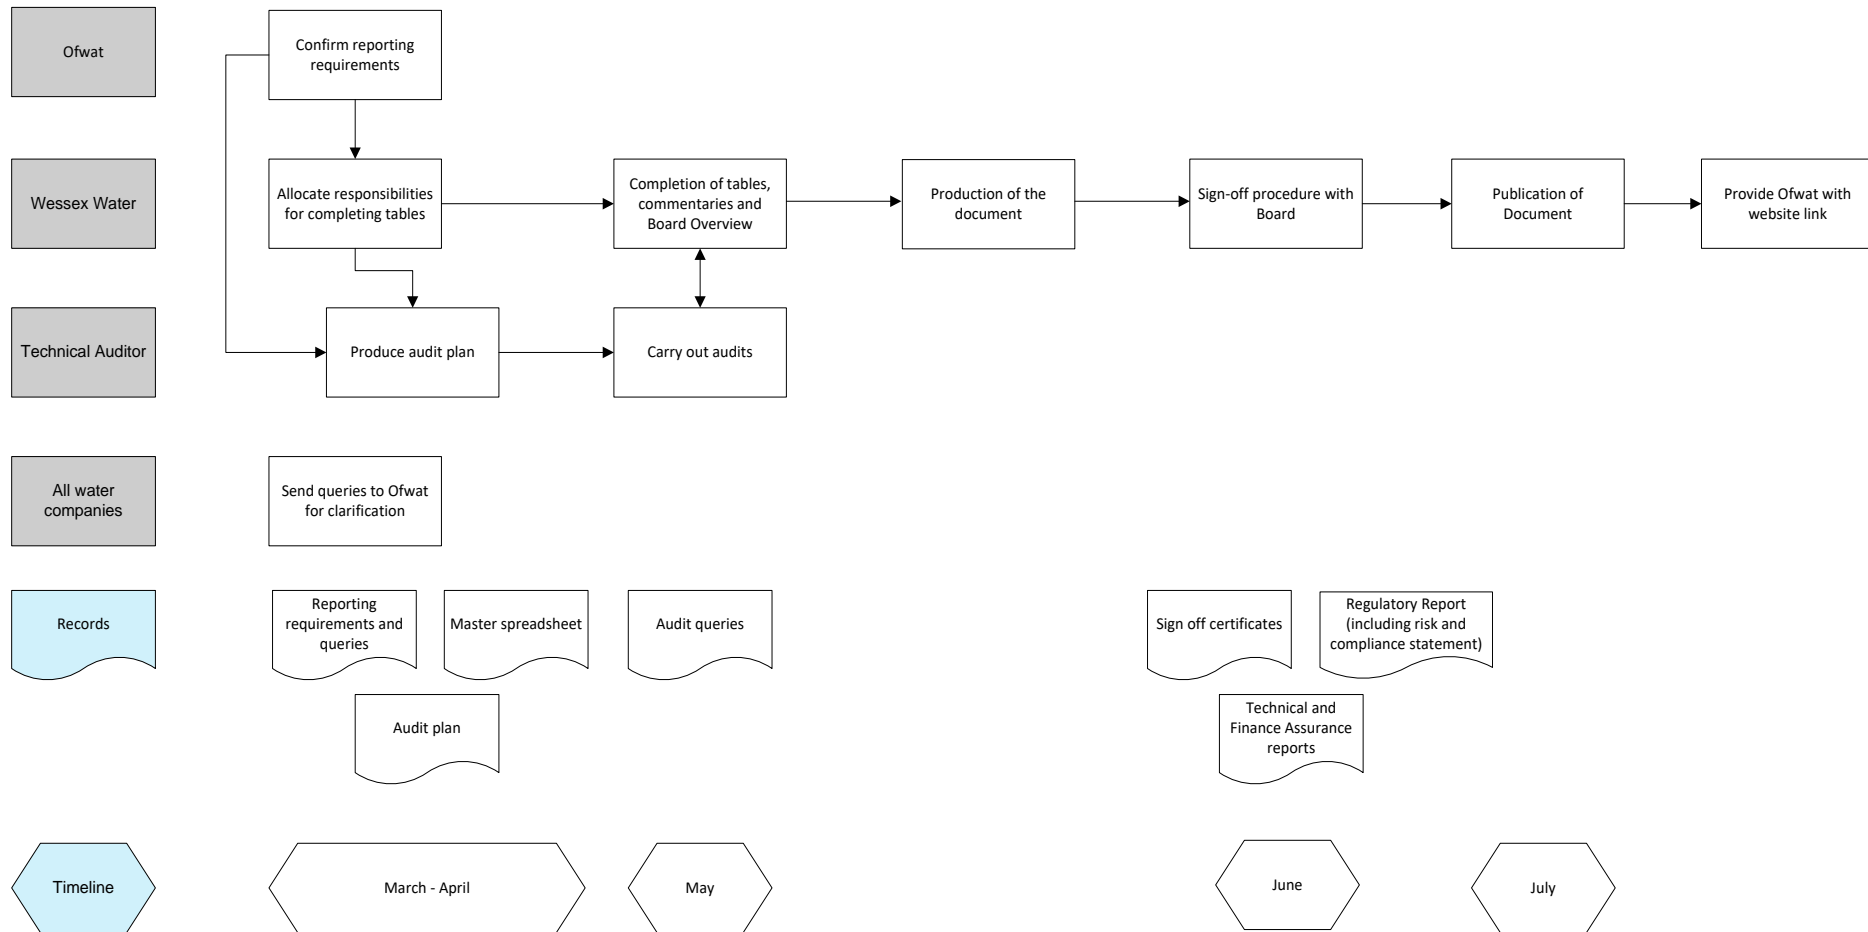 Ofwat
Confirm reporting
requirements
Wessex Water
Allocate responsibilities
for completing tables
Completion of tables,
commentaries and
Board Overview
Production of the
document
Sign-off procedure with
Board
Publication of
Document
Provide Ofwat with
website link
Technical Auditor
Produce audit plan
Carry out audits
All water
companies
Send queries to Ofwat
for clarification
Records
Reporting
requirements and
queries
Master spreadsheet
Audit queries
Sign off certificates
Regulatory Report
(including risk and
compliance statement)
Audit plan
Technical and
Finance Assurance
reports
Timeline
March - April
May
June
July